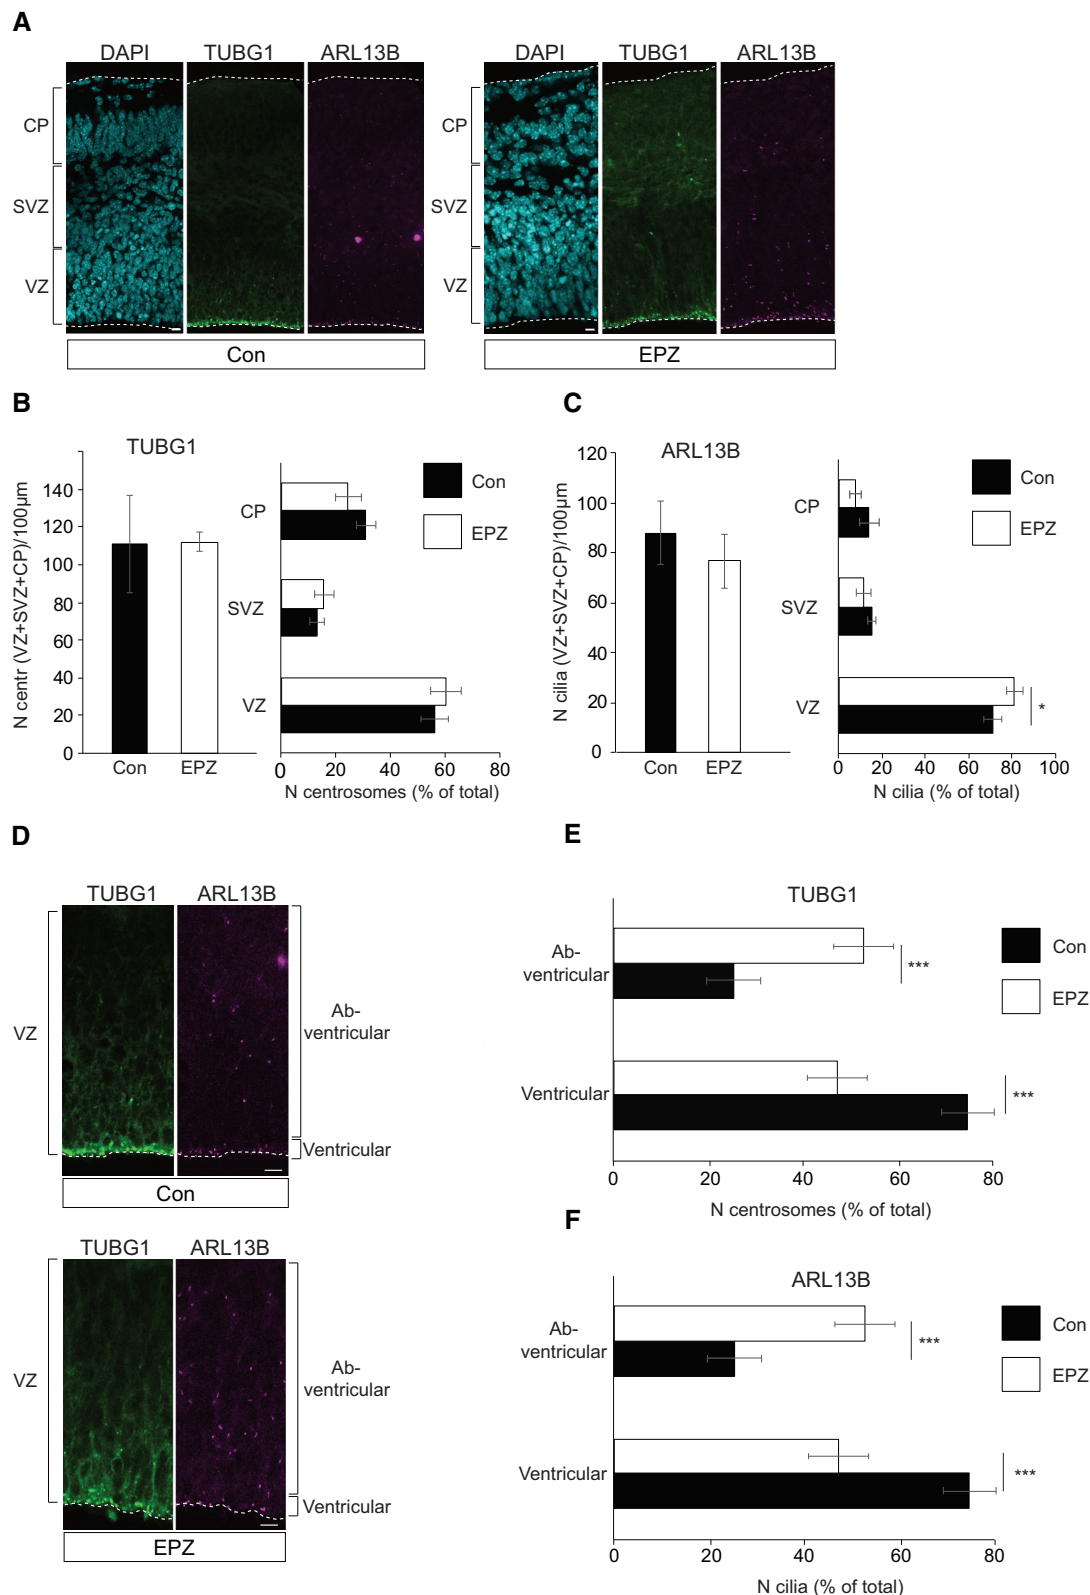 A
DAPI TUBG1 ARL13B
DAPI TUBG1 ARL13B
CP
SVZ
VZ
CP
SVZ
VZ
Con
EPZ
B
TUBG1
N centr (VZ+SVZ+CP)/100µm
140
120
100
80
60
40
20
0
Con EPZ
CP
SVZ
VZ
0 20 40 60 80
N centrosomes (% of total)
Con
EPZ
C
ARL13B
N cilia (VZ+SVZ+CP)/100µm
120
100
80
60
40
20
0
Con EPZ
CP
SVZ
VZ
*
0 20 40 60 80 100
N cilia (% of total)
Con
EPZ
D
TUBG1 ARL13B
VZ
Ab-
ventricular
Ventricular
Con
TUBG1 ARL13B
VZ
Ab-
ventricular
Ventricular
EPZ
E
TUBG1
Ab-
ventricular
***
Ventricular
***
0 20 40 60 80
N centrosomes (% of total)
Con
EPZ
F
ARL13B
Ab-
ventricular
***
Ventricular
***
0 20 40 60 80
N cilia (% of total)
Con
EPZ